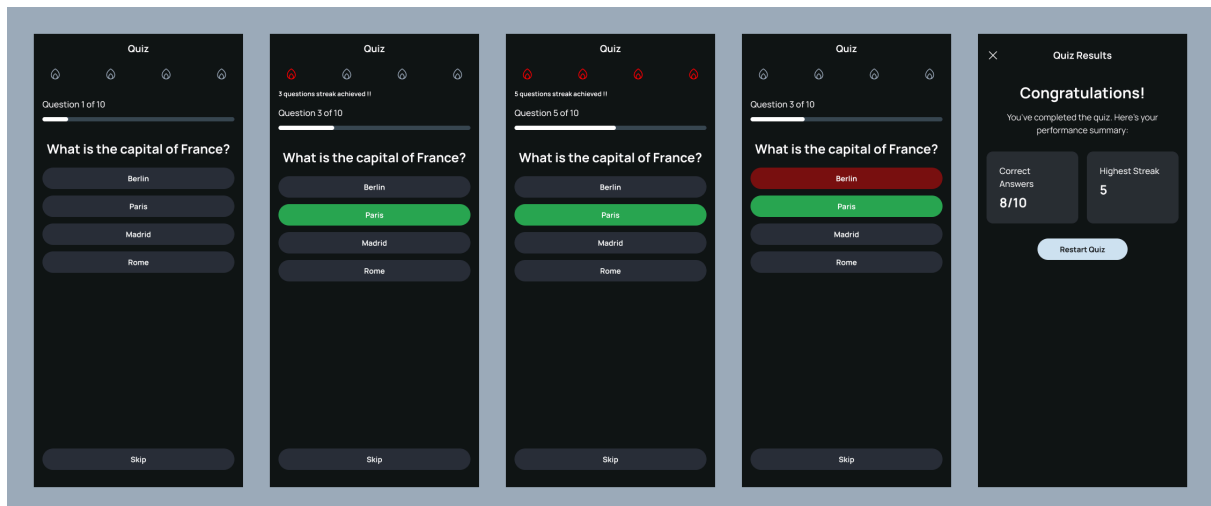 Quiz
Question 1 of 10
What is the capital of France?
Berlin
Paris
Madrid
Rome
Skip
Quiz
3 questions streak achieved !!
Question 3 of 10
What is the capital of France?
Berlin
Paris
Madrid
Rome
Skip
Quiz
5 questions streak achieved !!
Question 5 of 10
What is the capital of France?
Berlin
Paris
Madrid
Rome
Skip
Quiz
Question 3 of 10
What is the capital of France?
Berlin
Paris
Madrid
Rome
Skip
Quiz Results
Congratulations!
You've completed the quiz. Here's your
performance summary:
Correct
Answers
8/10
Highest Streak
5
Restart Quiz